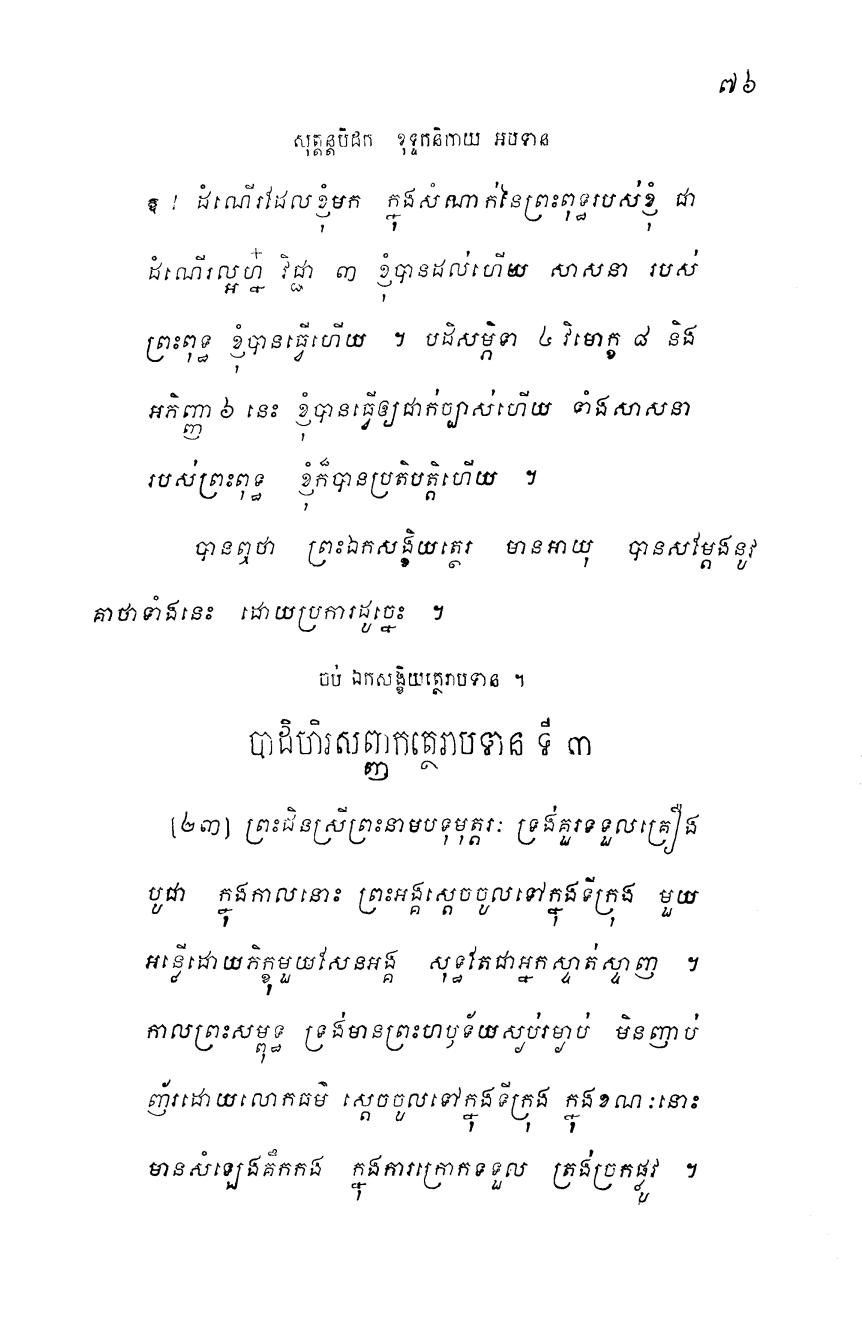 ៧៦
សុត្តន្តបិដក ខុទ្ទកនិកាយ អបទាន
ន្ន ! ដំណើរដែលខ្ញុំមក ក្នុងសំណាក់នៃព្រះពុទ្ធរបស់ខ្ញុំ ជា
ដំណើរល្អហ្ន៎ វិជ្ជា ៣ ខ្ញុំបានដល់ហើយ សាសនា របស់
ព្រះពុទ្ធ ខ្ញុំបានធ្វើហើយ ។ បដិសម្ភិទា ៤ វិមោក្ខ ៨ និង
អភិញ្ញា ៦ នេះ ខ្ញុំបានធ្វើឲ្យជាក់ច្បាស់ហើយ ទាំងសាសនា
របស់ព្រះពុទ្ធ ខ្ញុំក៏បានប្រតិបត្តិហើយ ។
បានឮថា ព្រះឯកសង្ខិយត្ថេរ មានអាយុ បានសម្តែងនូវ
គាថាទាំងនេះ ដោយប្រការដូច្នេះ ។
ចប់ ឯកសង្ខិយត្ថេរាបទាន ។
បាដិហិរសញ្ញកត្ថេរាបទាន ទី ៣
[២៣] ព្រះជិនស្រីព្រះនាមបទុមុត្តរៈ ទ្រង់គួរទទួលគ្រឿង
បូជា ក្នុងកាលនោះ ព្រះអង្គស្តេចចូលទៅក្នុងទីក្រុង មួយ
អន្លើដោយភិក្ខុមួយសែនអង្គ សុទ្ធតែជាអ្នកស្ទាត់ស្ទាញ ។
កាលព្រះសម្ពុទ្ធ ទ្រង់មានព្រះហឫទ័យស្ងប់រម្ងាប់ មិនញាប់
ញ័រដោយលោកធម៌ ស្តេចចូលទៅក្នុងទីក្រុង ក្នុងខណៈនោះ
មានសំឡេងគឹកកង ក្នុងការក្រោកទទួល ត្រង់ច្រកផ្លូវ ។